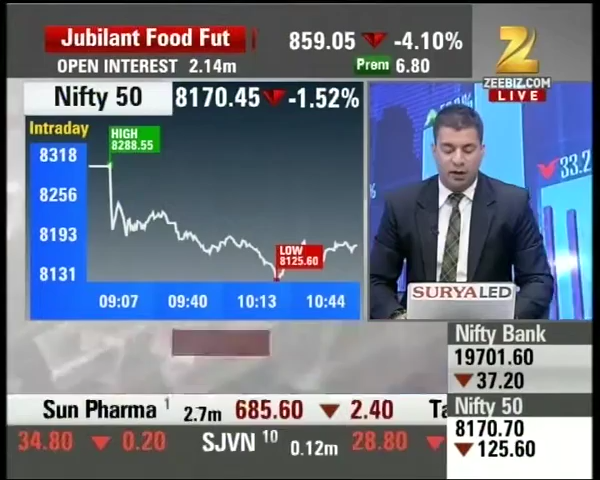 Jubilant Food Fut 859.05 -4.10%
OPEN INTEREST 2.14m Prem 6.80
ZEEBIZ.COM
LIVE
Nifty 50 8170.45 -1.52%
Intraday
HIGH
8288.55
8318
8256
8193
8131
LOW
8125.60
09:07 09:40 10:13 10:44
33.2
SURYA LED
Nifty Bank
19701.60
37.20
Nifty 50
8170.70
125.60
Sun Pharma 1 2.7m 685.60 2.40 Ta
34.80 0.20 SJVN 10 0.12m 28.80